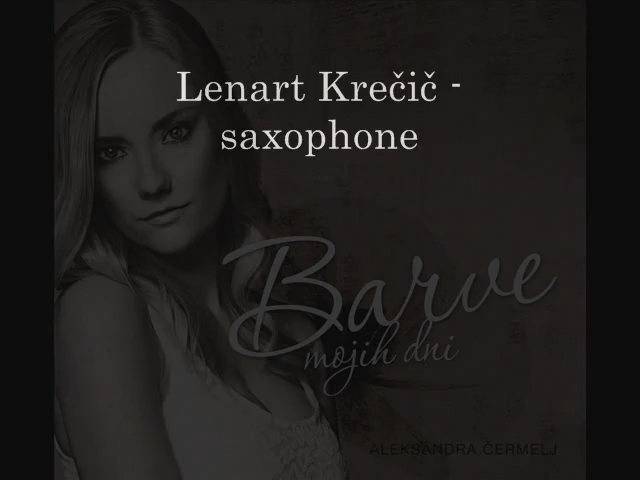 Lenart Krečič -
saxophone
Barve
mojih dni
ALEKSANDRA ČERMELJ